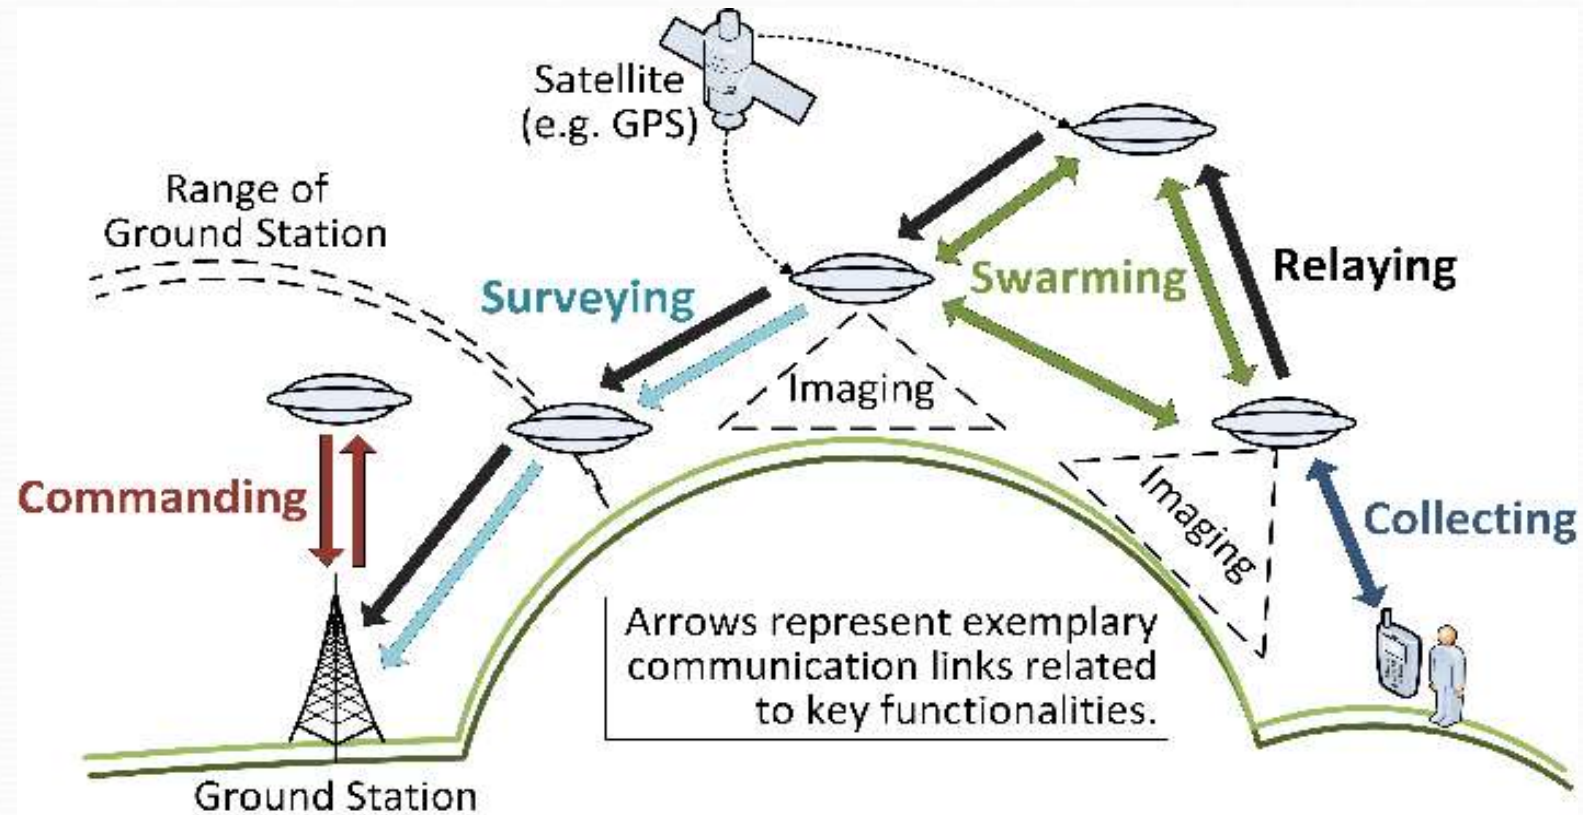 Satellite
(e.g. GPS)
Range of
Ground Station
Surveying
Swarming
Relaying
Imaging
Commanding
Imaging
Collecting
Arrows represent exemplary
communication links related
to key functionalities.
Ground Station